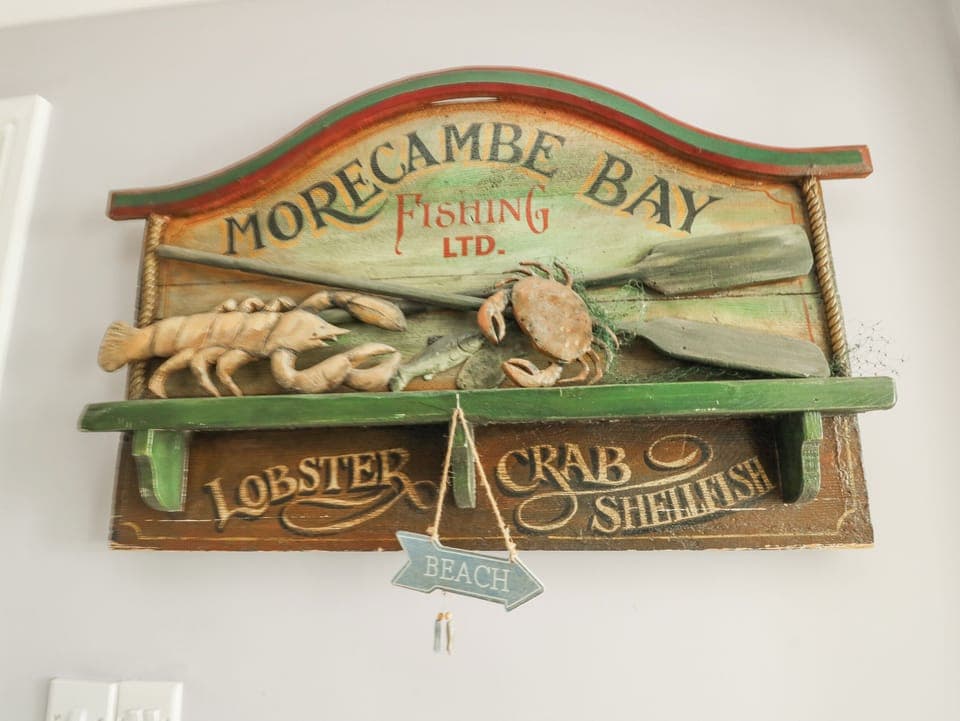 MORECAMBE BAY
FISHING
LTD.
LOBSTER CRAB
SHELLFISH
BEACH